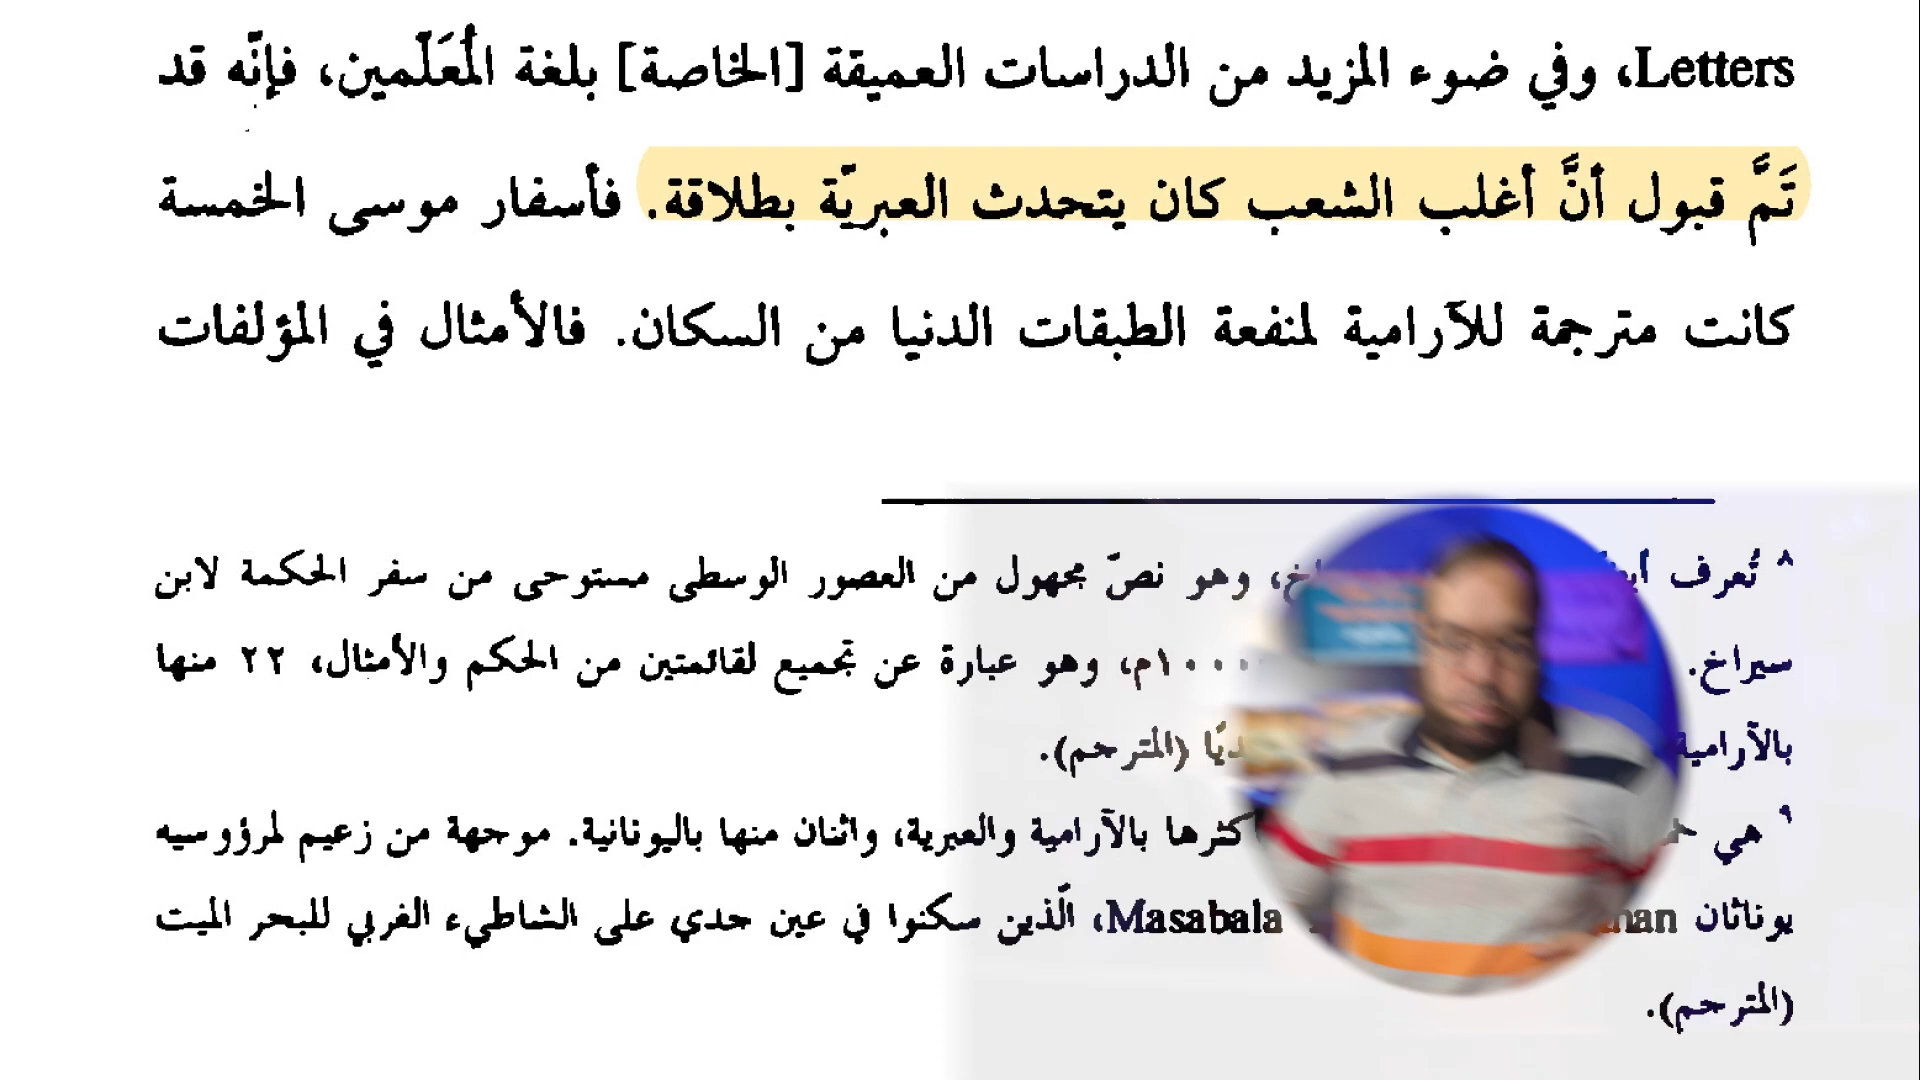 Letters، وفي ضوء المزيد من الدراسات العميقة [الخاصة] بلغة المُعَلّمين، فإنّه قد
تَمَّ قبول أنَّ أغلب الشعب كان يتحدث العبريّة بطلاقة. فأسفار موسى الخمسة
كانت مترجمة للآرامية لمنفعة الطبقات الدنيا من السكان. فالأمثال في المؤلفات
٨ تُعرف وهو نصّ مجهول من العصور الوسطى مستوحى من سفر الحكمة لابن
سيراخ. ١٠٠٠م، وهو عبارة عن تجميع لقائمتين من الحكم والأمثال، ٢٢ منها
بالآرامية (المترجم).
٩ هي بالآرامية والعبرية، واثنان منها باليونانية. موجهة من زعيم لمرؤوسيه
يوناثان Masabala، الّذين سكنوا في عين جدي على الشاطيء الغربي للبحر الميت
(المترجم).